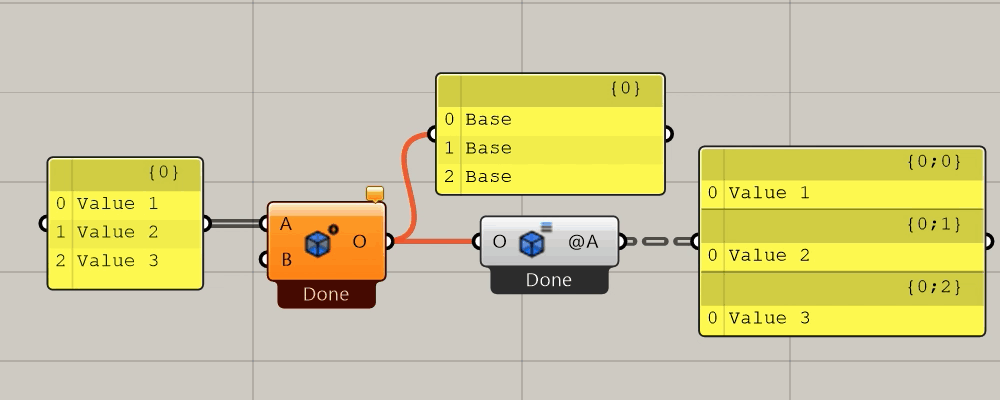 {0}
0 Value 1
1 Value 2
2 Value 3
A
B
O
Done
{0}
0 Base
1 Base
2 Base
O
@A
Done
{0;0}
0 Value 1
{0;1}
0 Value 2
{0;2}
0 Value 3